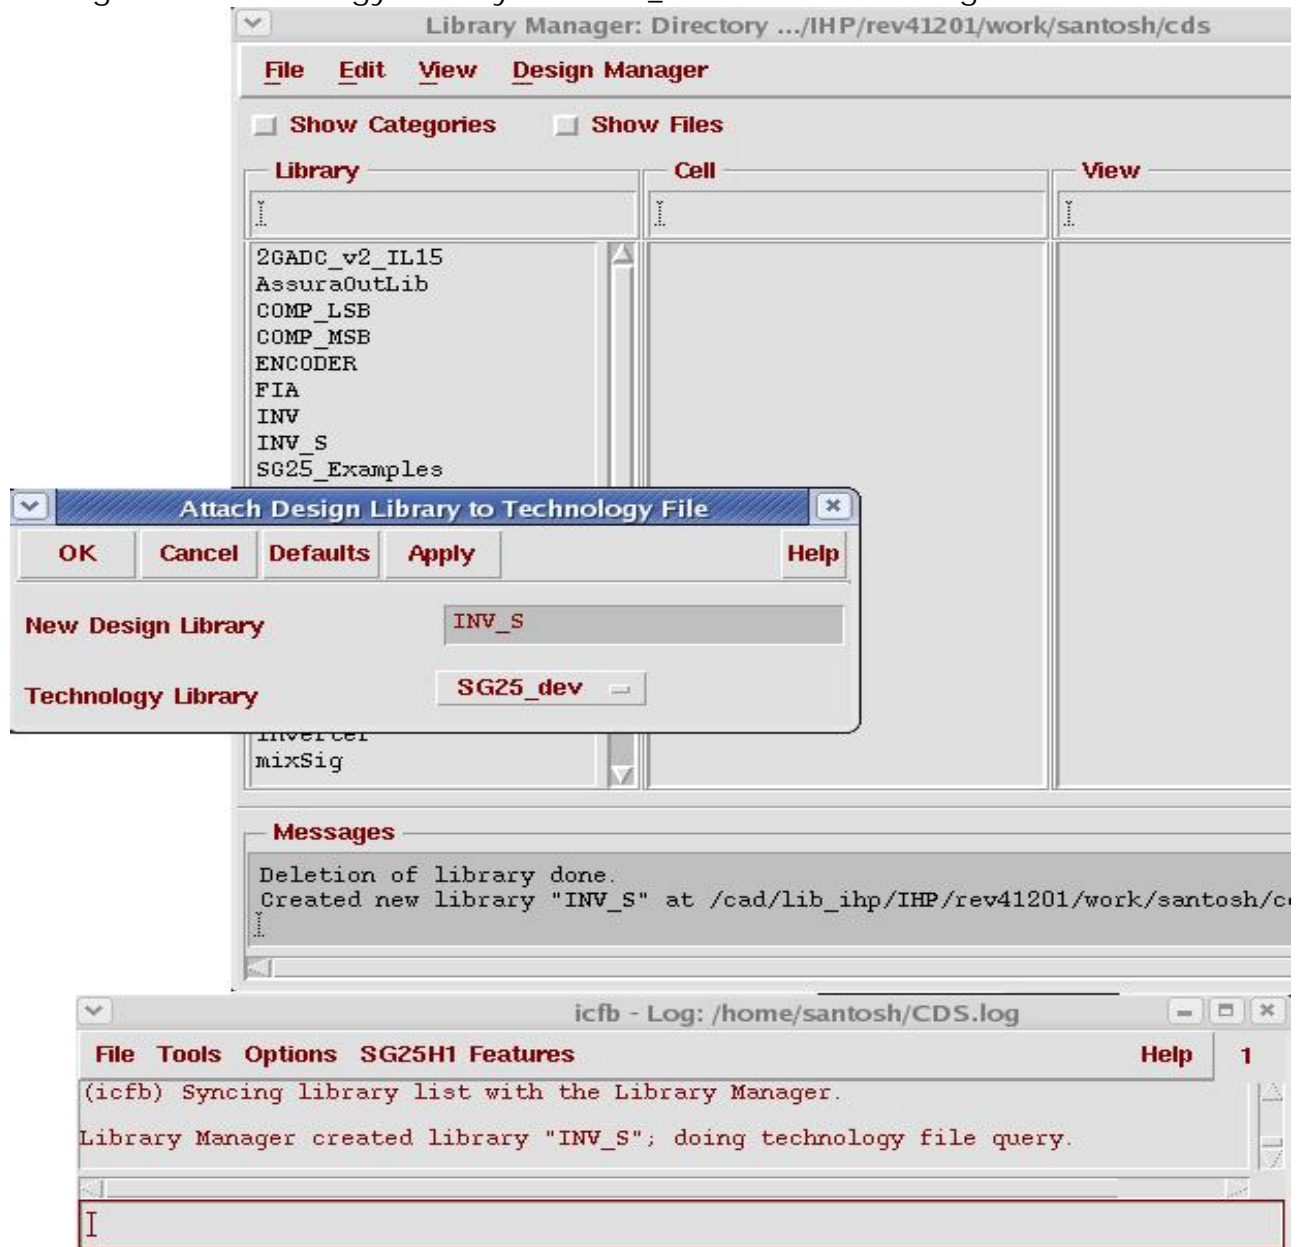 Library Manager: Directory .../IHP/rev41201/work/santosh/cds
File Edit View Design Manager
Show Categories Show Files
Library Cell View
2GADC_v2_IL15
AssuraOutLib
COMP_LSB
COMP_MSB
ENCODER
FIA
INV
INV_S
SG25_Examples
Attach Design Library to Technology File
OK Cancel Defaults Apply Help
New Design Library INV_S
Technology Library SG25_dev
Inverter
mixSig
Messages
Deletion of library done.
Created new library "INV_S" at /cad/lib_ihp/IHP/rev41201/work/santosh/c
icfb - Log: /home/santosh/CDS.log
File Tools Options SG25H1 Features Help 1
(icfb) Syncing library list with the Library Manager.
Library Manager created library "INV_S"; doing technology file query.